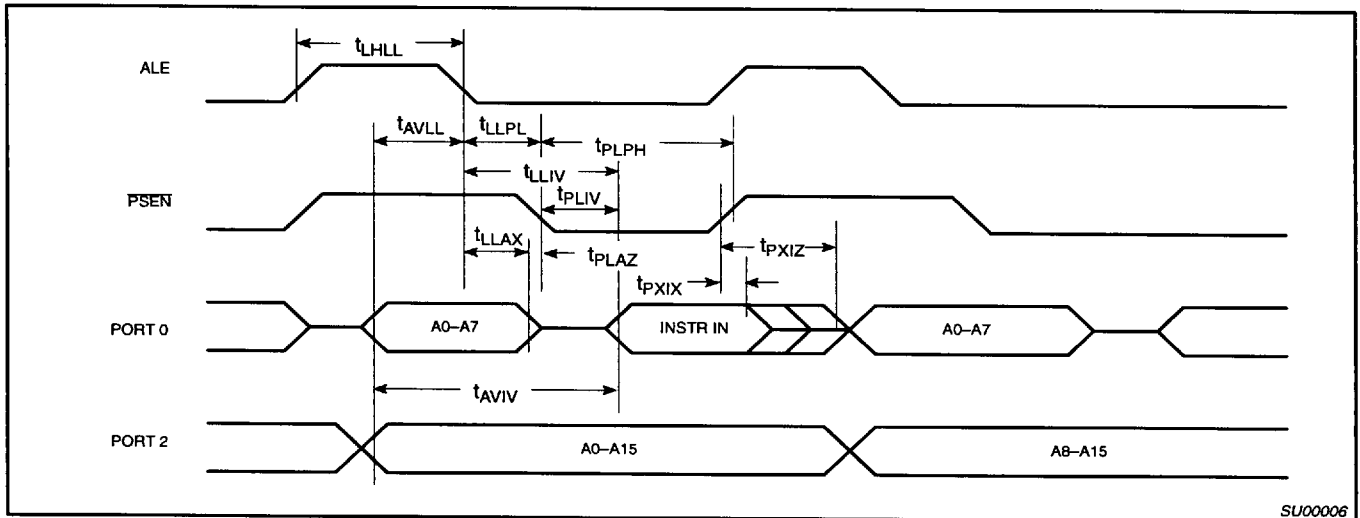 tLHLL
ALE
tAVLL
tLLPL
tPLPH
tLLIV
PSEN
tPLIV
tLLAX
tPLAZ
tPXIZ
tPXIX
PORT 0
A0–A7
INSTR IN
A0–A7
tAVIV
PORT 2
A0–A15
A8–A15
SU00006